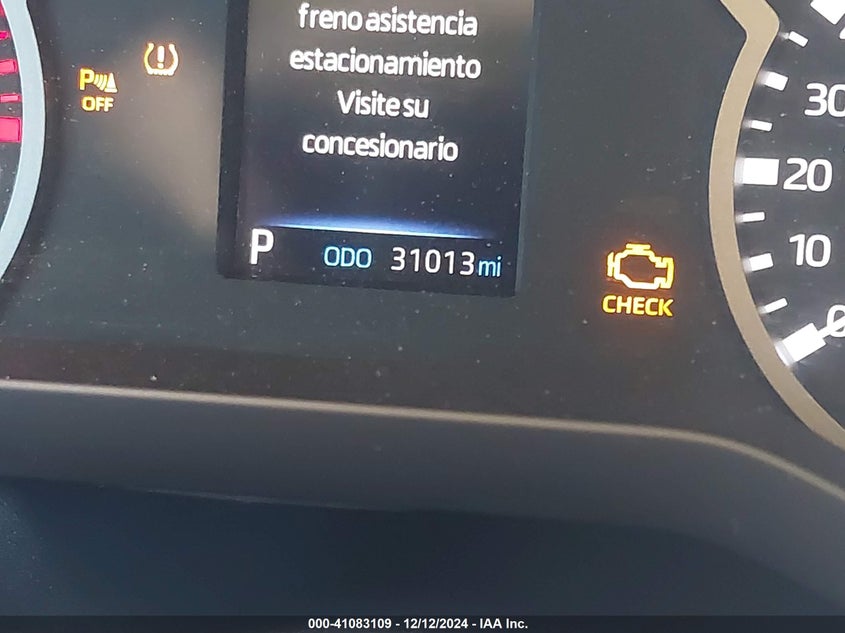 freno asistencia
estacionamiento
Visite su
concesionario
P OFF
P ODO 31013 mi
CHECK
30
20
10
0
000-41083109 - 12/12/2024 - IAA Inc.